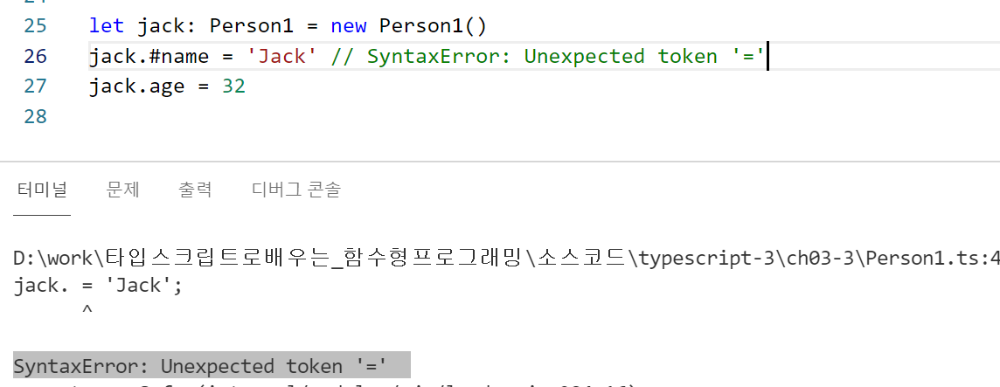 25 let jack: Person1 = new Person1()
26 jack.#name = 'Jack' // SyntaxError: Unexpected token '='
27 jack.age = 32
28
터미널 문제 출력 디버그 콘솔
D:\work\타입스크립트로배우는_함수형프로그래밍\소스코드\typescript-3\ch03-3\Person1.ts:4
jack. = 'Jack';
^
SyntaxError: Unexpected token '='